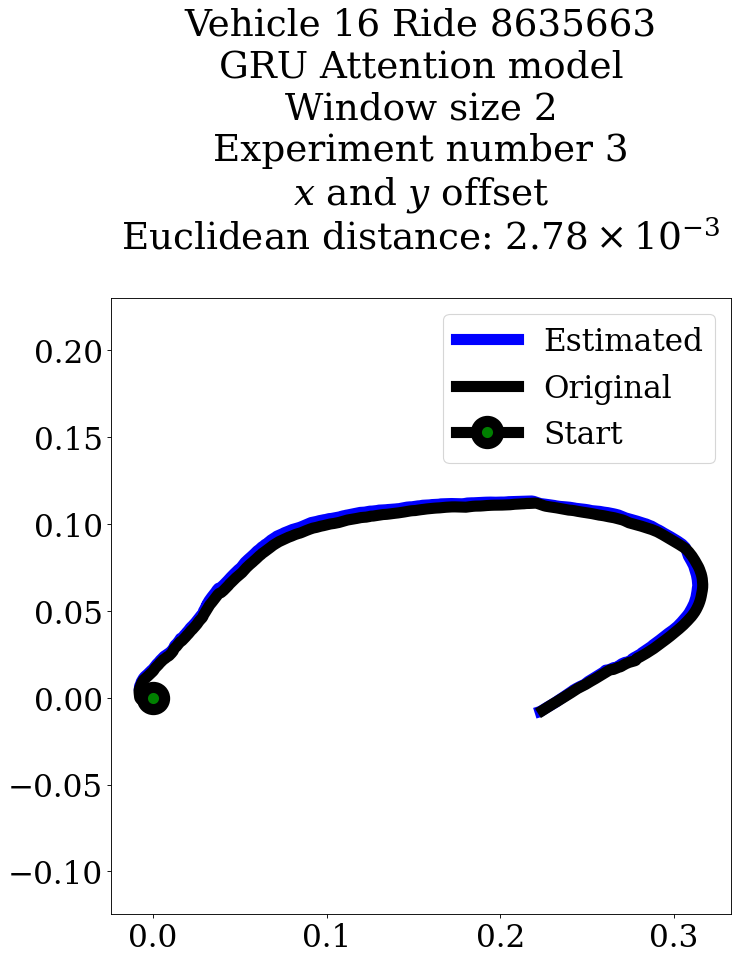 Vehicle 16 Ride 8635663
GRU Attention model
Window size 2
Experiment number 3
x and y offset
Euclidean distance: 2.78 × 10⁻³
Estimated
Original
Start
0.20
0.15
0.10
0.05
0.00
−0.05
−0.10
0.0 0.1 0.2 0.3